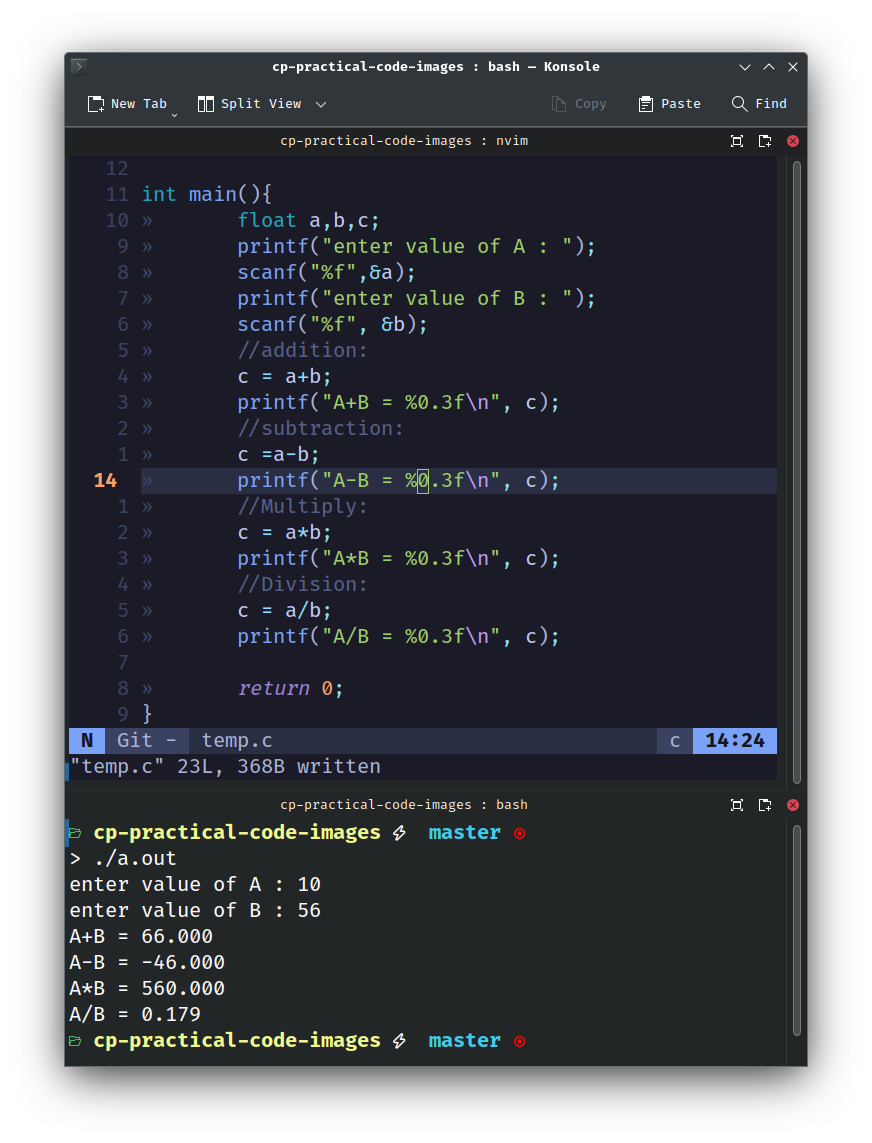 cp-practical-code-images : bash — Konsole
New Tab Split View Copy Paste Find
cp-practical-code-images : nvim
12
11 int main(){
10 » float a,b,c;
9 » printf("enter value of A : ");
8 » scanf("%f",&a);
7 » printf("enter value of B : ");
6 » scanf("%f", &b);
5 » //addition:
4 » c = a+b;
3 » printf("A+B = %0.3f\n", c);
2 » //subtraction:
1 » c =a-b;
14 » printf("A-B = %0.3f\n", c);
1 » //Multiply:
2 » c = a*b;
3 » printf("A*B = %0.3f\n", c);
4 » //Division:
5 » c = a/b;
6 » printf("A/B = %0.3f\n", c);
7
8 » return 0;
9 }
N Git - temp.c c 14:24
"temp.c" 23L, 368B written
cp-practical-code-images : bash
cp-practical-code-images master
> ./a.out
enter value of A : 10
enter value of B : 56
A+B = 66.000
A-B = -46.000
A*B = 560.000
A/B = 0.179
cp-practical-code-images master